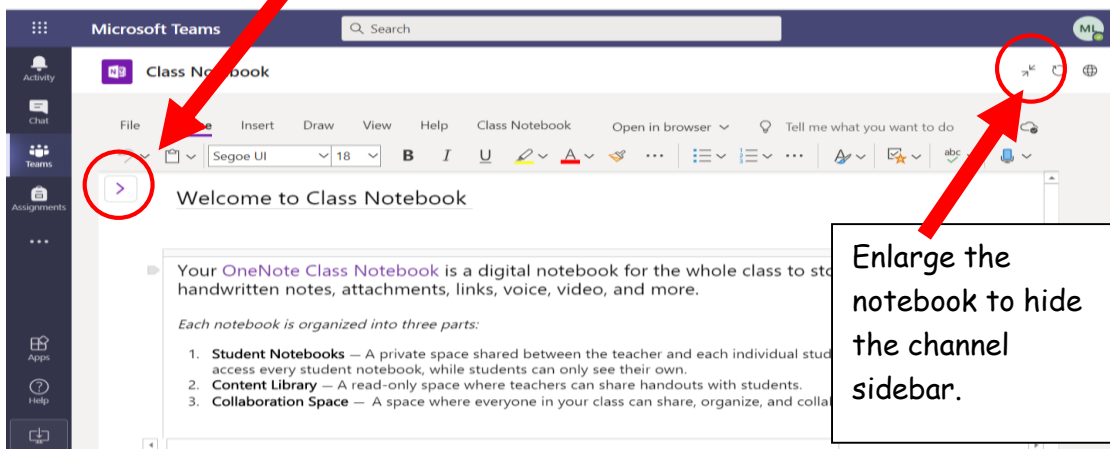 Microsoft Teams
Search
ML
Activity
Class Notebook
Chat
File Insert Draw View Help Class Notebook Open in browser Tell me what you want to do
Teams
Segoe UI 18 B I U A abc
Assignments
Welcome to Class Notebook
Your OneNote Class Notebook is a digital notebook for the whole class to
handwritten notes, attachments, links, voice, video, and more.
Each notebook is organized into three parts:
1. Student Notebooks — A private space shared between the teacher and each individual
access every student notebook, while students can only see their own.
2. Content Library — A read-only space where teachers can share handouts with students.
3. Collaboration Space — A space where everyone in your class can share, organize, and
Apps
Help
Enlarge the
notebook to hide
the channel
sidebar.